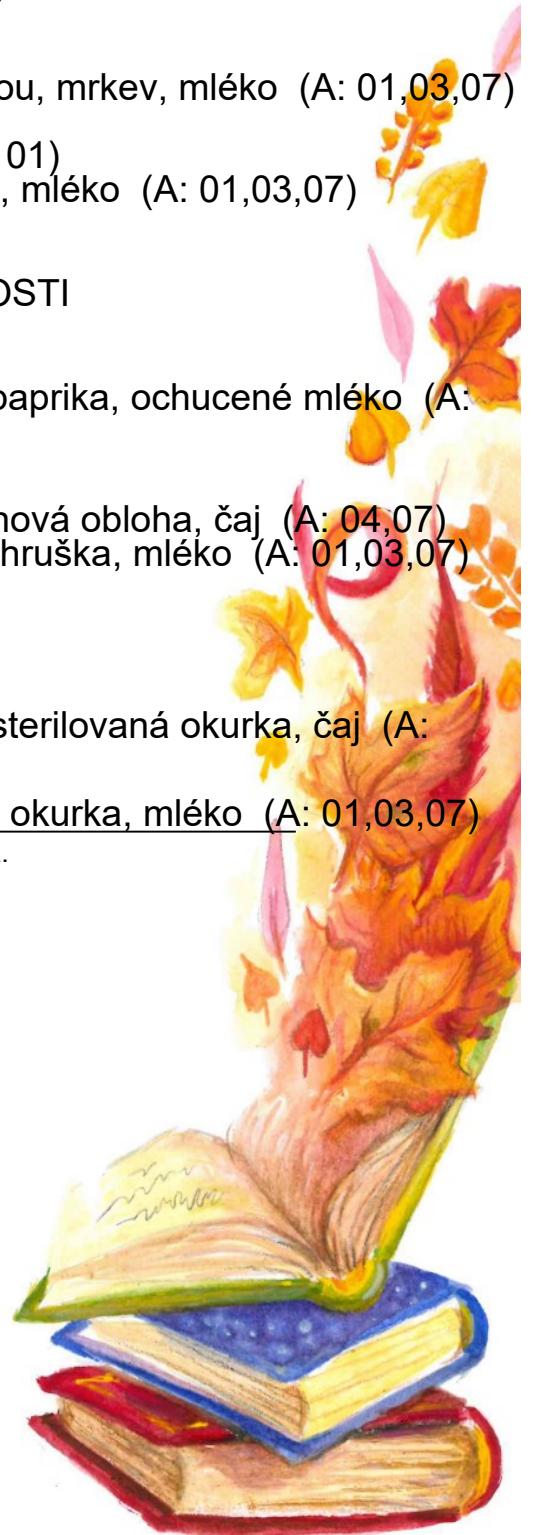 ou, mrkev, mléko (A: 01,03,07)
01)
, mléko (A: 01,03,07)
OSTI
paprika, ochucené mléko (A:
nová obloha, čaj (A: 04,07)
hruška, mléko (A: 01,03,07)
sterilovaná okurka, čaj (A:
okurka, mléko (A: 01,03,07)